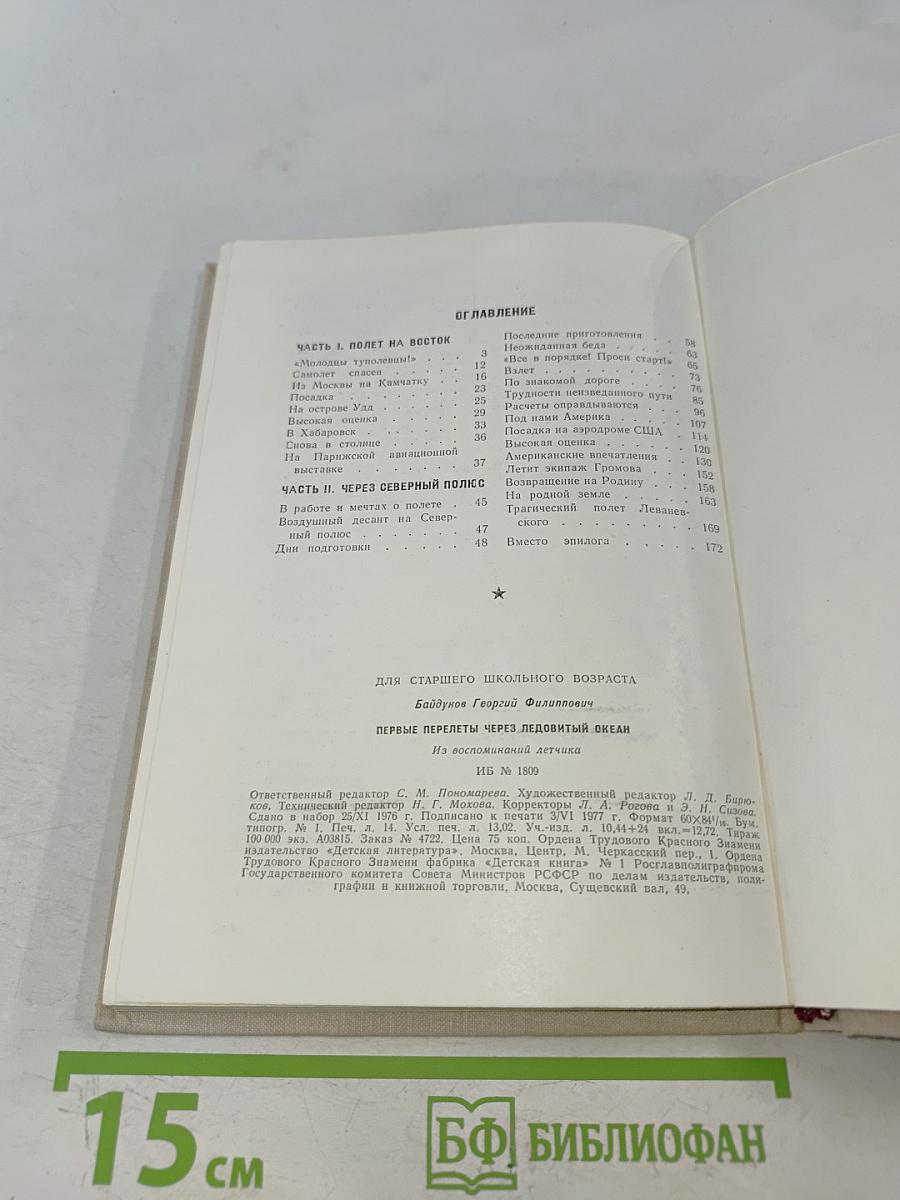 ОГЛАВЛЕНИЕ
ЧАСТЬ I. ПОЛЕТ НА ВОСТОК
«Молодцы туполевцы!» . . . 3
Самолет спасен . . . . . 12
Из Москвы на Камчатку . . 16
Посадка . . . . . . . 23
На острове Удд . . . . . . 25
Высокая оценка . . . . . 29
В Хабаровск . . . . . . . 33
Снова в столице . . . . . 36
На Парижской авиационной
выставке . . . . . . . 37
ЧАСТЬ II. ЧЕРЕЗ СЕВЕРНЫЙ ПОЛЮС
В работе и мечтах о полете . 45
Воздушный десант на Север-
ный полюс . . . . . . . 47
Дни подготовки . . . . . 48
Последние приготовления . . 58
Неожиданная беда . . . . . 63
«Все в порядке! Проси старт!» 65
Взлет . . . . . . . . . 73
По знакомой дороге . . . . 76
Трудности неизведанного пути 85
Расчеты оправдываются . . . 96
Под нами Америка . . . . 107
Посадка на аэродроме США . 114
Высокая оценка . . . . . . 120
Американские впечатления . . 130
Летит экипаж Громова . . . 152
Возвращение на Родину . . . 158
На родной земле . . . . . 163
Трагический полет Леванев-
ского . . . . . . . . . 169
Вместо эпилога . . . . . 172
ДЛЯ СТАРШЕГО ШКОЛЬНОГО ВОЗРАСТА
Байдуков Георгий Филиппович
ПЕРВЫЕ ПЕРЕЛЕТЫ ЧЕРЕЗ ЛЕДОВИТЫЙ ОКЕАН
Из воспоминаний летчика
ИБ № 1809
Ответственный редактор С. М. Пономарева. Художественный редактор Л. Д. Бирю-
ков. Технический редактор Н. Г. Мохова. Корректоры Л. А. Рогова и Э. Н. Сизова.
Сдано в набор 25/XI 1976 г. Подписано к печати 3/VI 1977 г. Формат 60×84¹/₁₆. Бум.
типогр. № 1. Печ. л. 14. Усл. печ. л. 13,02. Уч.-изд. л. 10,44+24 вкл.=12,72. Тираж
100 000 экз. А03815. Заказ № 4722. Цена 75 коп. Ордена Трудового Красного Знамени
издательство «Детская литература». Москва, Центр, М. Черкасский пер., 1. Ордена
Трудового Красного Знамени фабрика «Детская книга» № 1 Росглавполиграфпрома
Государственного комитета Совета Министров РСФСР по делам издательств, поли-
графии и книжной торговли. Москва, Сущевский вал, 49.
15 см
БФ БИБЛИОФАН